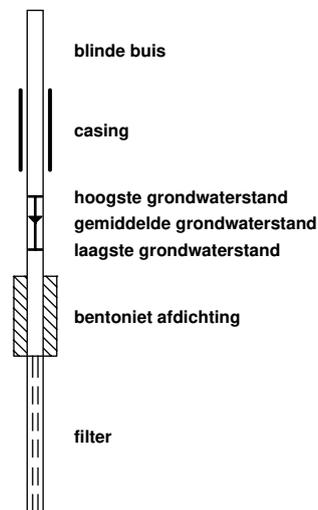 blinde buis
casing
hoogste grondwaterstand
gemiddelde grondwaterstand
laagste grondwaterstand
bentoniet afdichting
filter